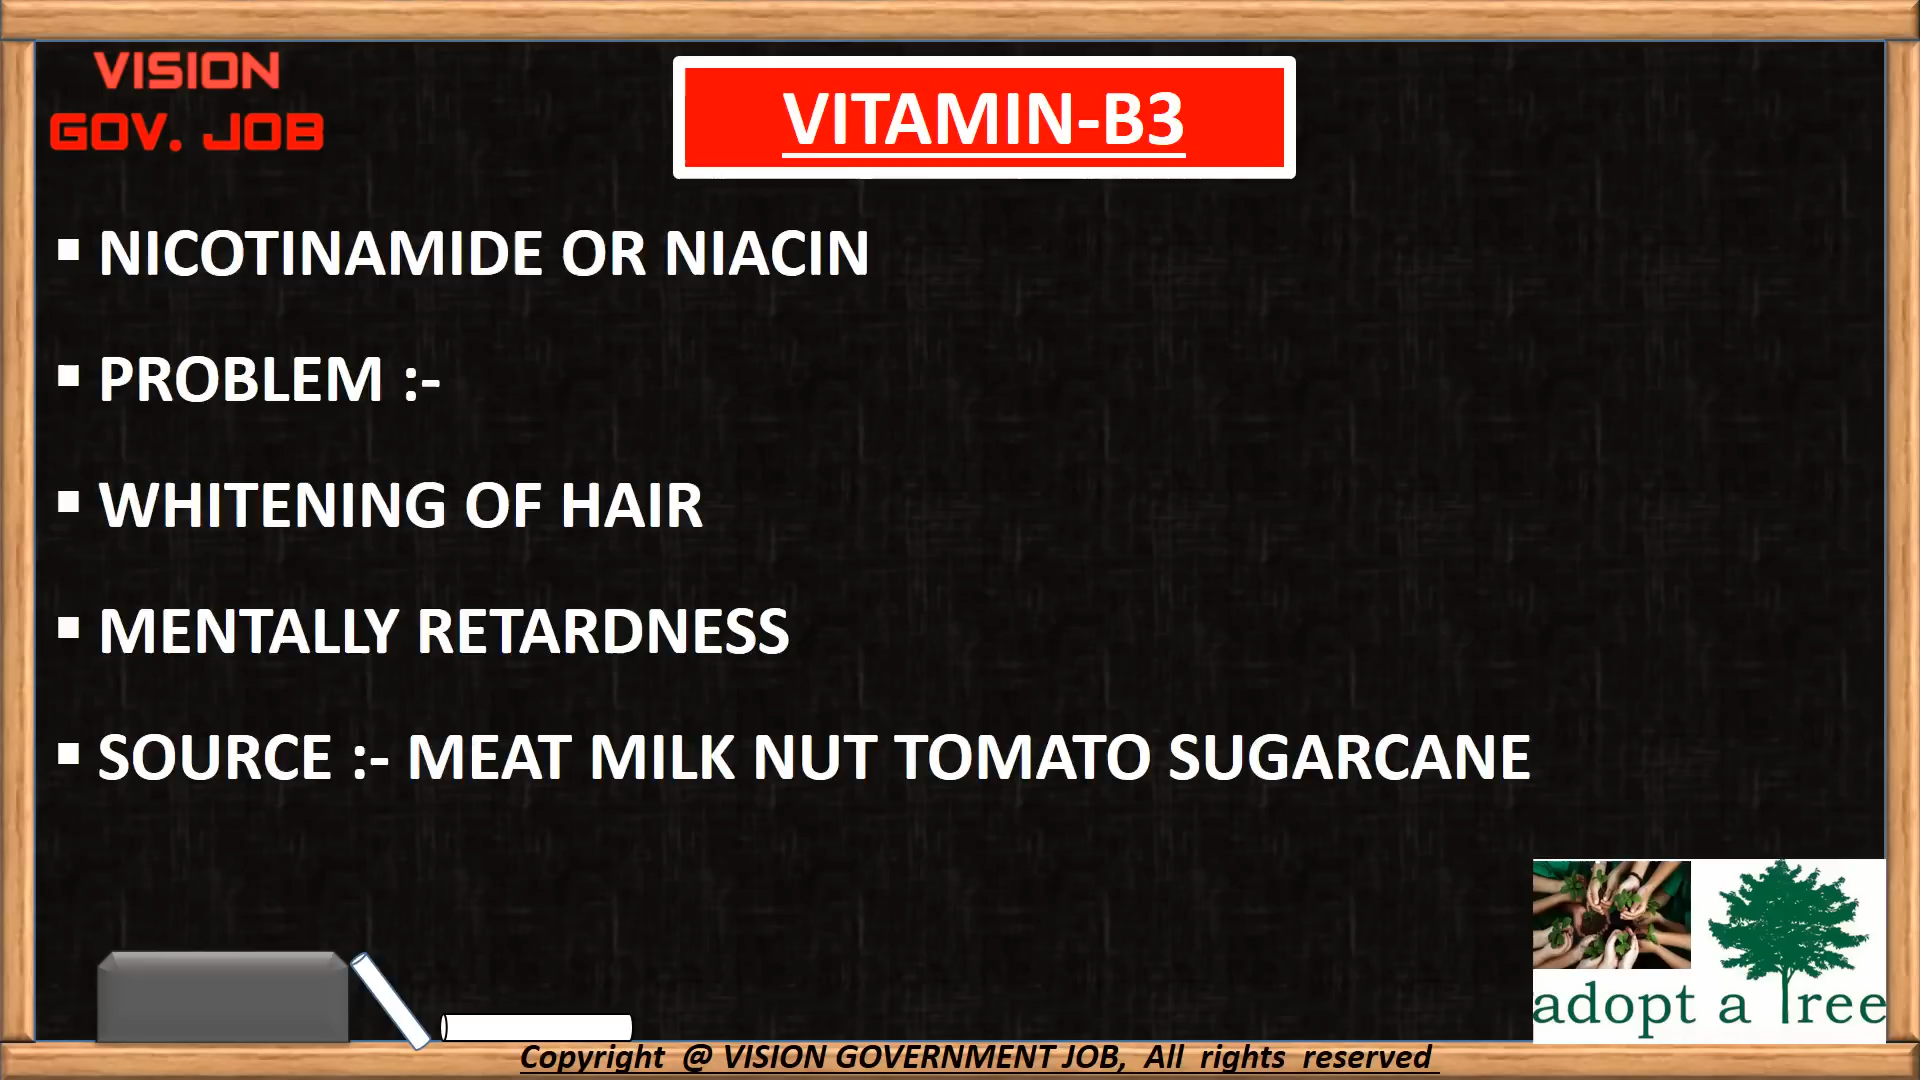 VISION
GOV. JOB
VITAMIN-B3
▪ NICOTINAMIDE OR NIACIN
▪ PROBLEM :-
▪ WHITENING OF HAIR
▪ MENTALLY RETARDNESS
▪ SOURCE :- MEAT MILK NUT TOMATO SUGARCANE
adopt a Tree
Copyright @ VISION GOVERNMENT JOB, All rights reserved